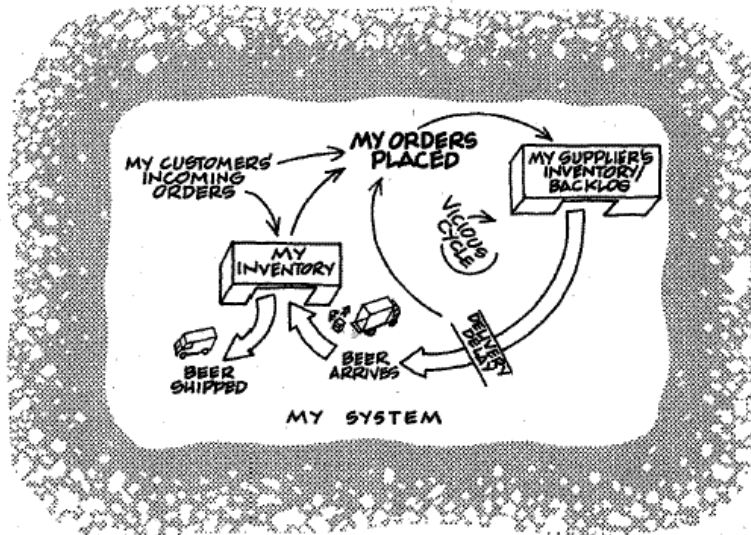 MY CUSTOMERS'
INCOMING
ORDERS
MY ORDERS
PLACED
MY SUPPLIER'S
INVENTORY/
BACKLOG
VICIOUS
CYCLE
MY
INVENTORY
DELIVERY
DELAY
BEER
SHIPPED
BEER
ARRIVES
MY SYSTEM